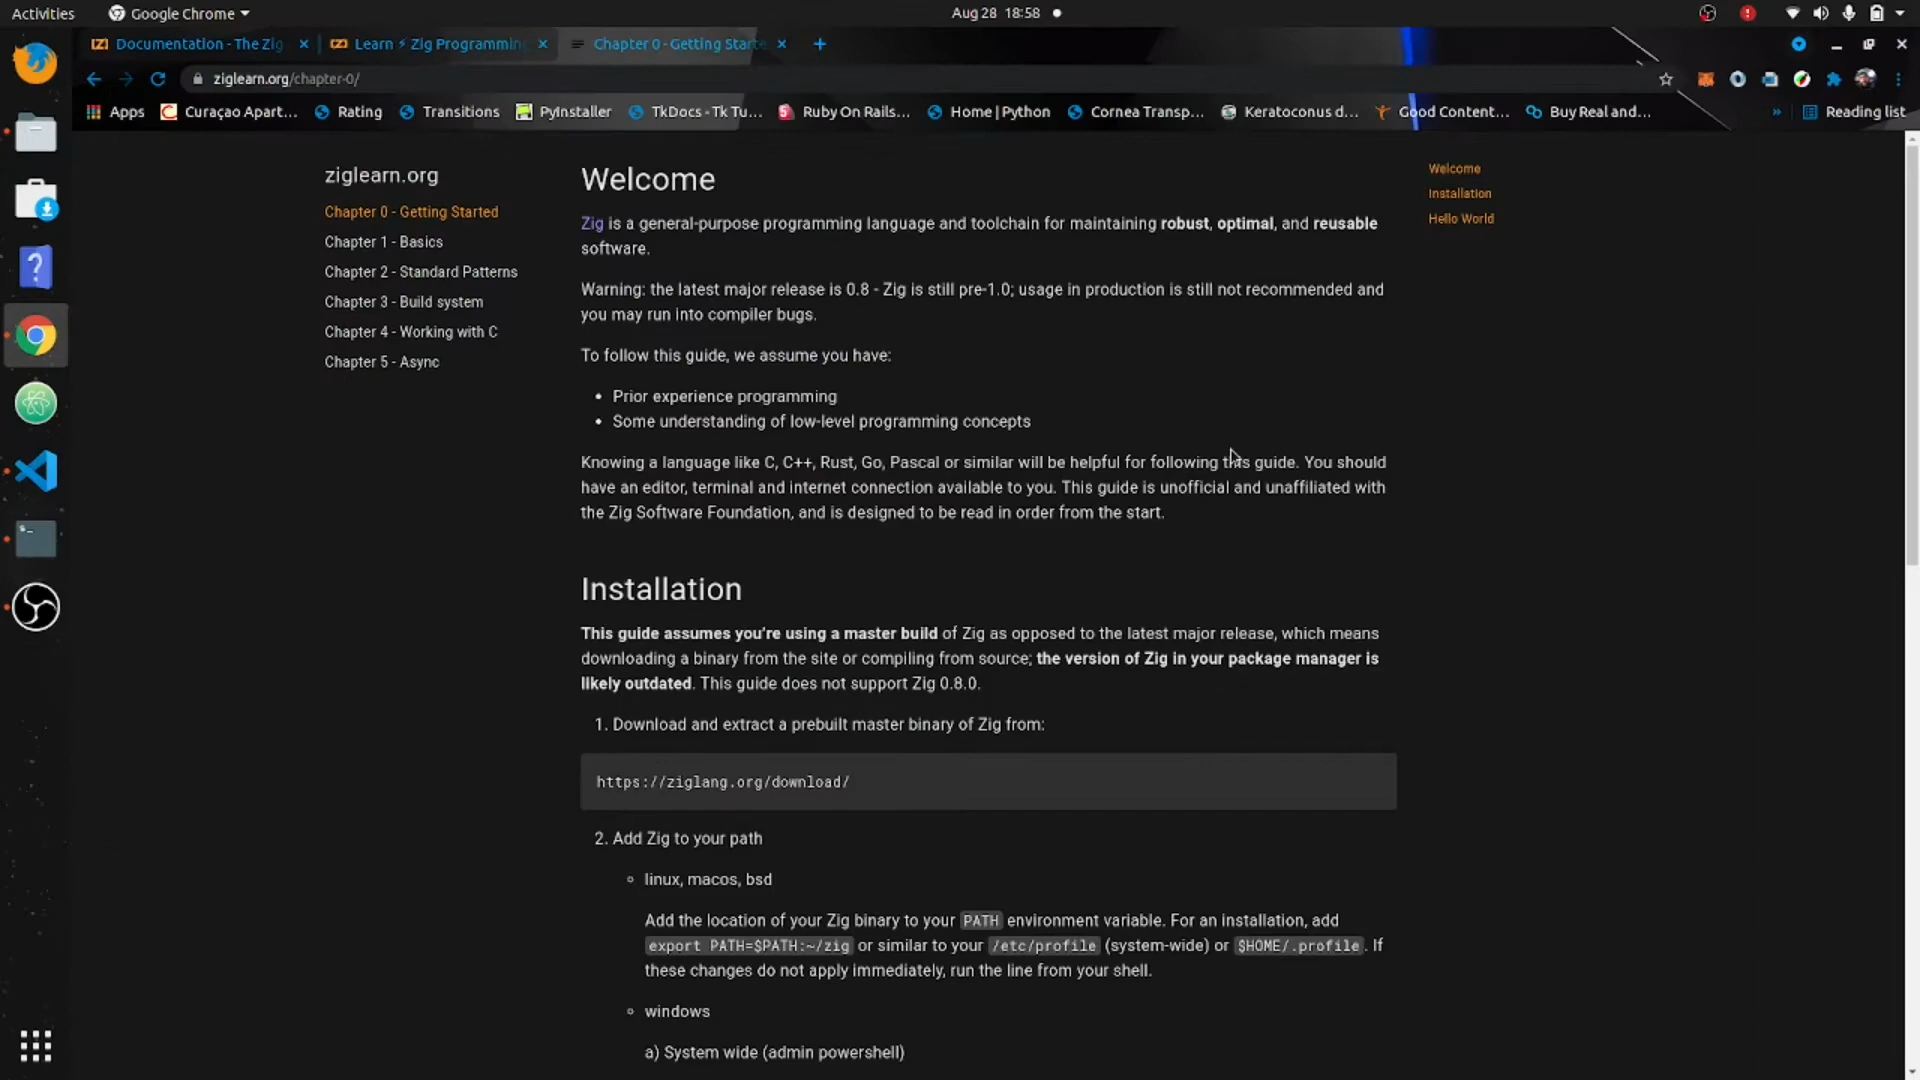 Activities
Google Chrome
Aug 28 18:58
Documentation - The Zig
Learn ⚡ Zig Programming
Chapter 0 - Getting Starte
ziglearn.org/chapter-0/
Apps
Curaçao Apart...
Rating
Transitions
PyInstaller
TkDocs - Tk Tu...
Ruby On Rails...
Home | Python
Cornea Transp...
Keratoconus d...
Good Content...
Buy Real and...
»
Reading list
ziglearn.org
Chapter 0 - Getting Started
Chapter 1 - Basics
Chapter 2 - Standard Patterns
Chapter 3 - Build system
Chapter 4 - Working with C
Chapter 5 - Async
Welcome
Zig is a general-purpose programming language and toolchain for maintaining robust, optimal, and reusable
software.
Warning: the latest major release is 0.8 - Zig is still pre-1.0; usage in production is still not recommended and
you may run into compiler bugs.
To follow this guide, we assume you have:
• Prior experience programming
• Some understanding of low-level programming concepts
Knowing a language like C, C++, Rust, Go, Pascal or similar will be helpful for following this guide. You should
have an editor, terminal and internet connection available to you. This guide is unofficial and unaffiliated with
the Zig Software Foundation, and is designed to be read in order from the start.
Installation
This guide assumes you're using a master build of Zig as opposed to the latest major release, which means
downloading a binary from the site or compiling from source; the version of Zig in your package manager is
likely outdated. This guide does not support Zig 0.8.0.
1. Download and extract a prebuilt master binary of Zig from:
https://ziglang.org/download/
2. Add Zig to your path
◦ linux, macos, bsd
Add the location of your Zig binary to your PATH environment variable. For an installation, add
export PATH=$PATH:~/zig or similar to your /etc/profile (system-wide) or $HOME/.profile. If
these changes do not apply immediately, run the line from your shell.
◦ windows
a) System wide (admin powershell)
Welcome
Installation
Hello World